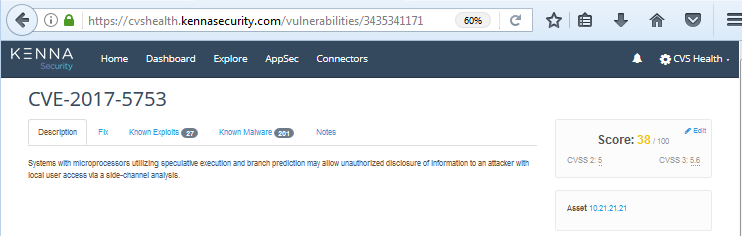 https://cvshealth.kennasecurity.com/vulnerabilities/3435341171 60%
KENNA Security Home Dashboard Explore AppSec Connectors CVS Health
CVE-2017-5753
Description Fix Known Exploits 27 Known Malware 201 Notes
Edit
Score: 38 / 100
CVSS 2: 5 CVSS 3: 5.6
Systems with microprocessors utilizing speculative execution and branch prediction may allow unauthorized disclosure of information to an attacker with
local user access via a side-channel analysis.
Asset 10.21.21.21